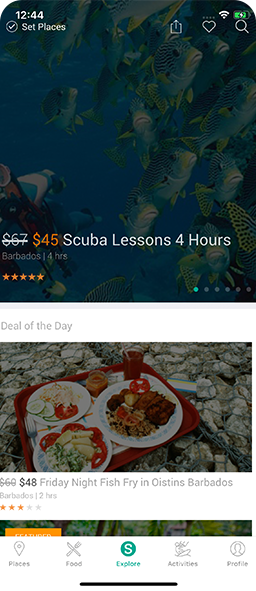 12:44
Set Places
$67 $45 Scuba Lessons 4 Hours
Barbados | 4 hrs
Deal of the Day
$60 $48 Friday Night Fish Fry in Oistins Barbados
Barbados | 2 hrs
FEATURED
Places Food Explore Activities Profile